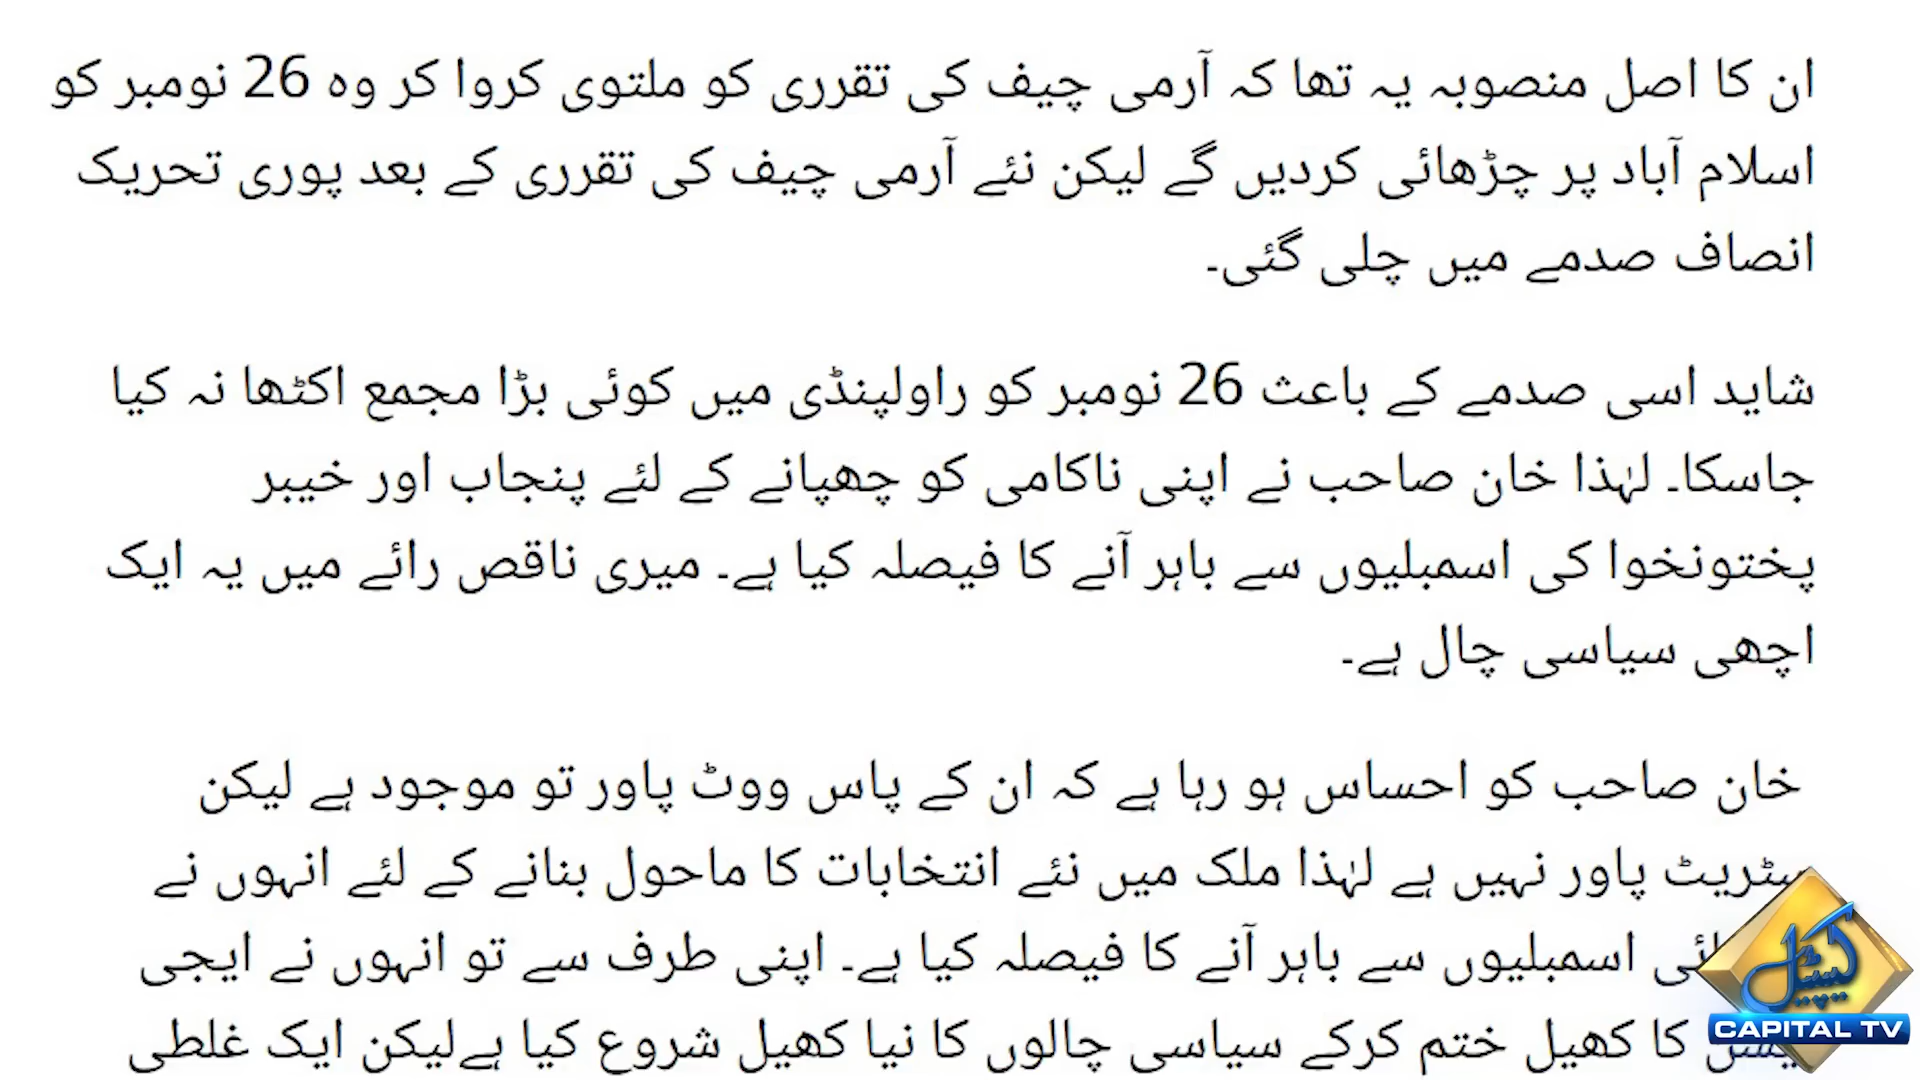 ان کا اصل منصوبہ یہ تھا کہ آرمی چیف کی تقرری کو ملتوی کروا کر وہ 26 نومبر کو
اسلام آباد پر چڑھائی کردیں گے لیکن نئے آرمی چیف کی تقرری کے بعد پوری تحریک
انصاف صدمے میں چلی گئی۔
شاید اسی صدمے کے باعث 26 نومبر کو راولپنڈی میں کوئی بڑا مجمع اکٹھا نہ کیا
جاسکا۔ لہٰذا خان صاحب نے اپنی ناکامی کو چھپانے کے لئے پنجاب اور خیبر
پختونخوا کی اسمبلیوں سے باہر آنے کا فیصلہ کیا ہے۔ میری ناقص رائے میں یہ ایک
اچھی سیاسی چال ہے۔
خان صاحب کو احساس ہو رہا ہے کہ ان کے پاس ووٹ پاور تو موجود ہے لیکن
سٹریٹ پاور نہیں ہے لہٰذا ملک میں نئے انتخابات کا ماحول بنانے کے لئے انہوں نے
اسمبلیوں سے باہر آنے کا فیصلہ کیا ہے۔ اپنی طرف سے تو انہوں نے ایجی
کا کھیل ختم کرکے سیاسی چالوں کا نیا کھیل شروع کیا ہےلیکن ایک غلطی
کیپیٹل
CAPITAL TV